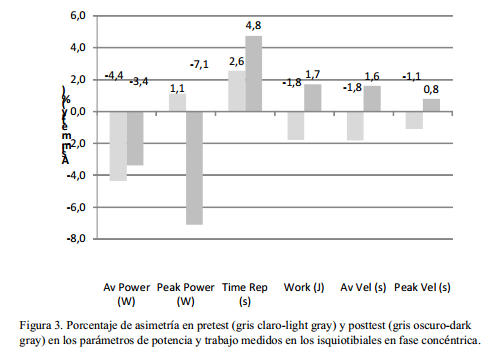 6,0
4,0
2,0
0,0
-2,0
-4,0
-6,0
-8,0
Asimetría (%)
-4,4 -3,4
1,1 -7,1
2,6 4,8
-1,8 1,7
-1,8 1,6
-1,1 0,8
Av Power (W)
Peak Power (W)
Time Rep (s)
Work (J)
Av Vel (s)
Peak Vel (s)
Figura 3. Porcentaje de asimetría en pretest (gris claro-light gray) y posttest (gris oscuro-dark
gray) en los parámetros de potencia y trabajo medidos en los isquiotibiales en fase concéntrica.